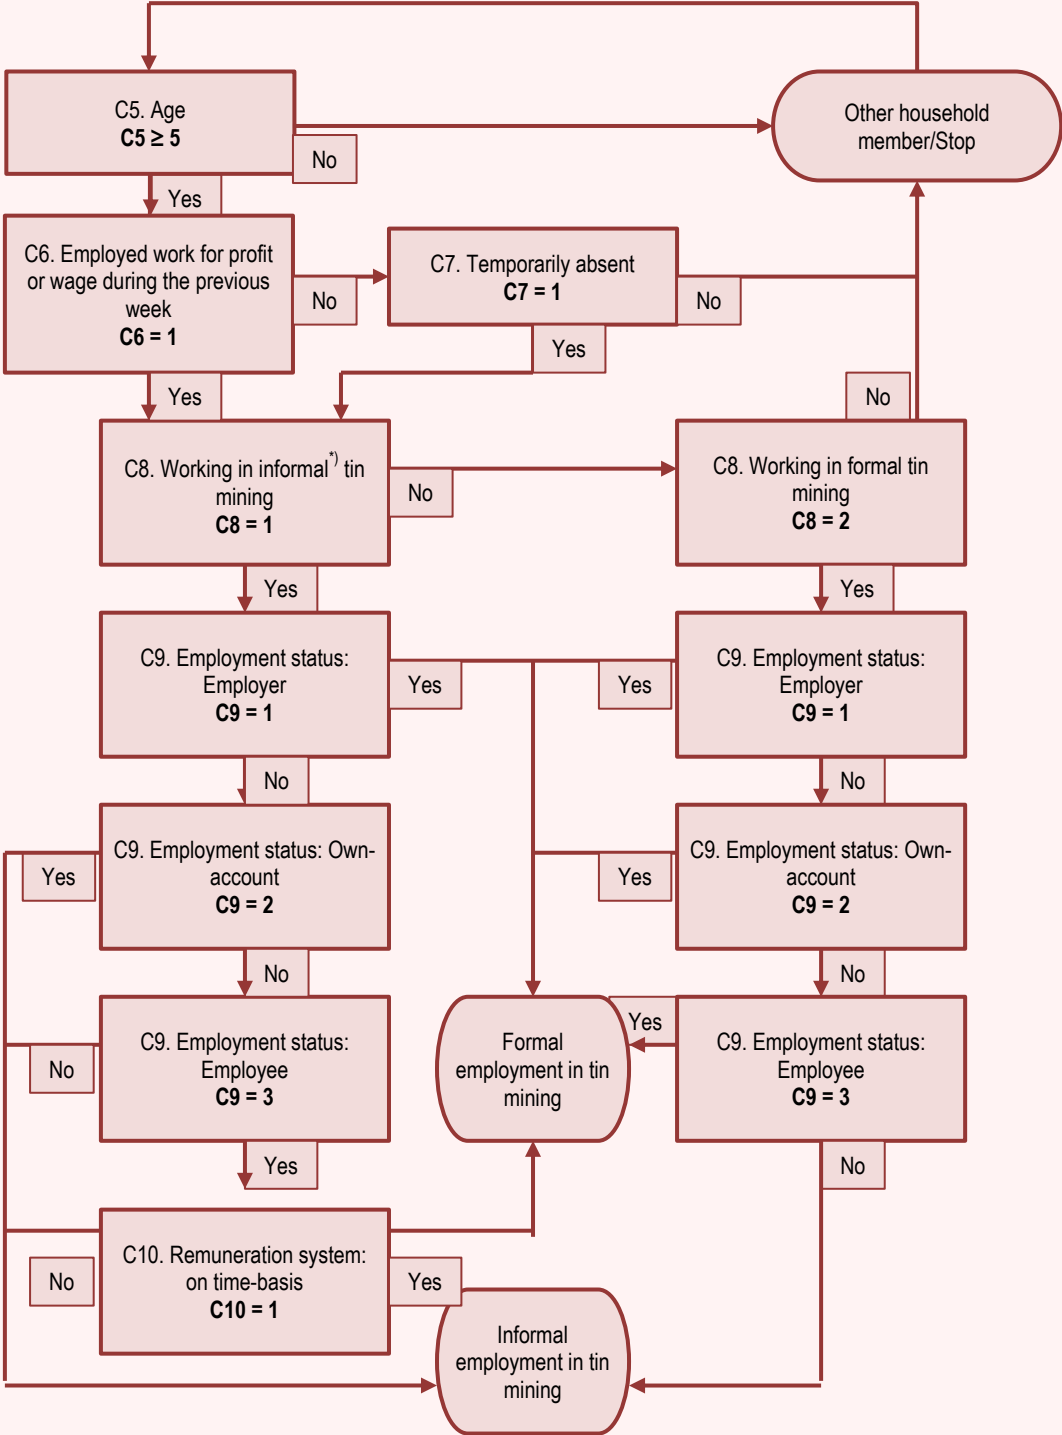 C5. Age
C5 ≥ 5
Other household
member/Stop
No
Yes
C6. Employed work for profit
or wage during the previous
week
C6 = 1
C7. Temporarily absent
C7 = 1
No
No
Yes
Yes
No
C8. Working in informal*) tin
mining
C8 = 1
No
C8. Working in formal tin
mining
C8 = 2
Yes
Yes
C9. Employment status:
Employer
C9 = 1
Yes
Yes
C9. Employment status:
Employer
C9 = 1
No
No
C9. Employment status: Own-
account
C9 = 2
Yes
Yes
C9. Employment status: Own-
account
C9 = 2
No
No
C9. Employment status:
Employee
C9 = 3
No
Formal
employment in tin
mining
Yes
C9. Employment status:
Employee
C9 = 3
Yes
No
C10. Remuneration system:
on time-basis
C10 = 1
No
Yes
Informal
employment in tin
mining